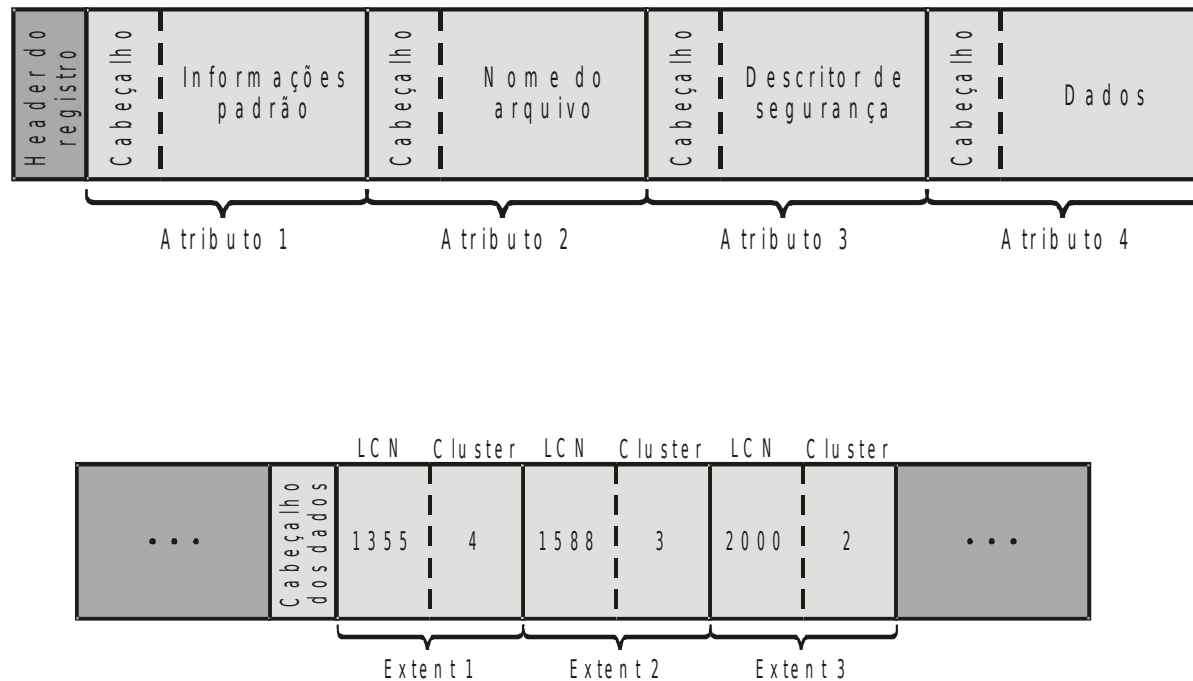 Header do
registro
Cabeçalho
Informações
padrão
Cabeçalho
Nome do
arquivo
Cabeçalho
Descritor de
segurança
Cabeçalho
Dados
Atributo 1
Atributo 2
Atributo 3
Atributo 4
LCN Cluster LCN Cluster LCN Cluster
...
Cabeçalho
dos dados
1355 4 1588 3 2000 2
...
Extent 1
Extent 2
Extent 3